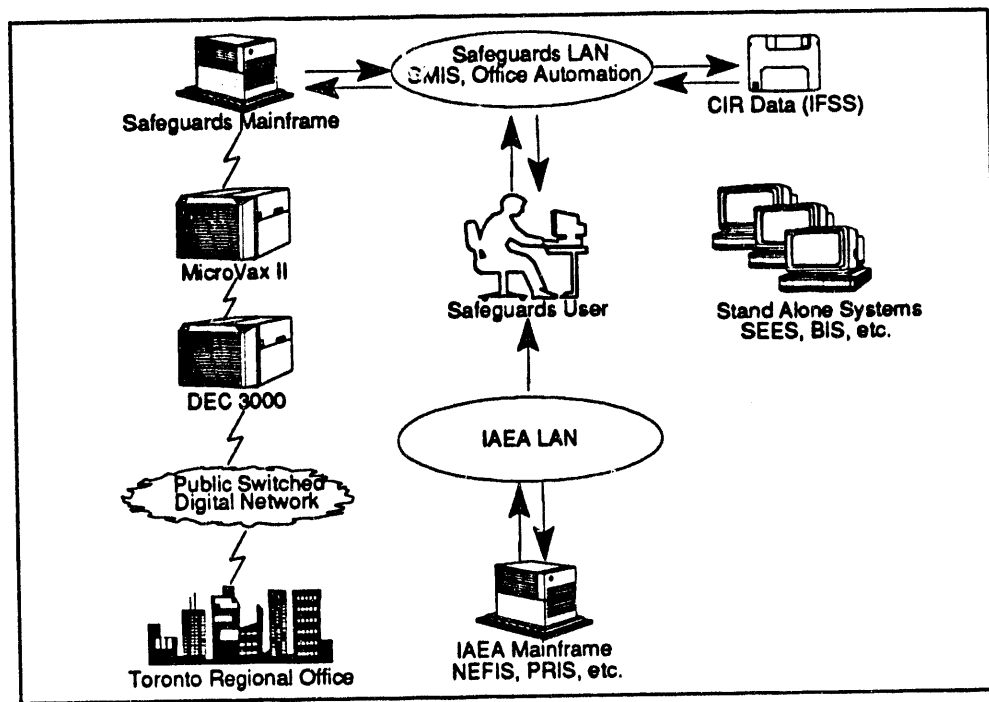 Safeguards LAN
SMIS, Office Automation
Safeguards Mainframe
CIR Data (IFSS)
MicroVax II
Safeguards User
Stand Alone Systems
SEES, BIS, etc.
DEC 3000
IAEA LAN
Public Switched
Digital Network
IAEA Mainframe
NEFIS, PRIS, etc.
Toronto Regional Office